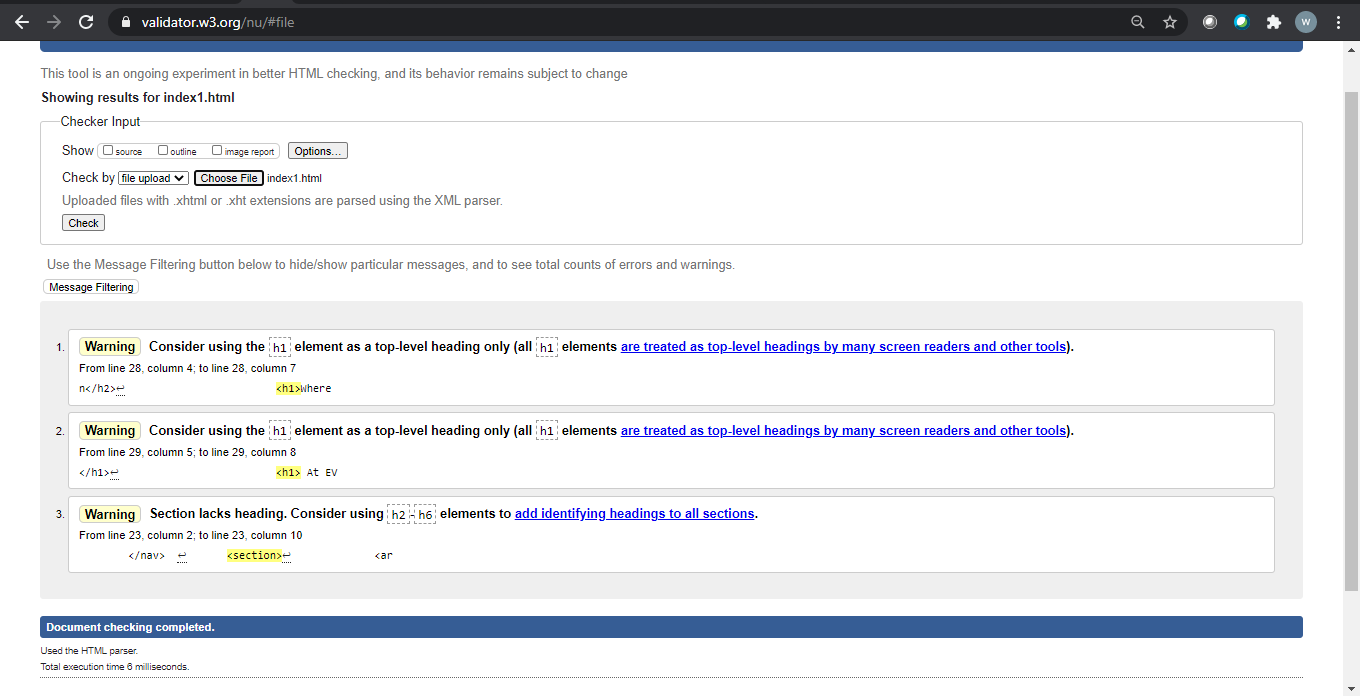 validator.w3.org/nu/#file
W
This tool is an ongoing experiment in better HTML checking, and its behavior remains subject to change
Showing results for index1.html
Checker Input
Show source outline image report Options...
Check by file upload Choose File index1.html
Uploaded files with .xhtml or .xht extensions are parsed using the XML parser.
Check
Use the Message Filtering button below to hide/show particular messages, and to see total counts of errors and warnings.
Message Filtering
1. Warning Consider using the h1 element as a top-level heading only (all h1 elements are treated as top-level headings by many screen readers and other tools).
From line 28, column 4; to line 28, column 7
n</h2>↩ <h1>Where
2. Warning Consider using the h1 element as a top-level heading only (all h1 elements are treated as top-level headings by many screen readers and other tools).
From line 29, column 5; to line 29, column 8
</h1>↩ <h1> At EV
3. Warning Section lacks heading. Consider using h2-h6 elements to add identifying headings to all sections.
From line 23, column 2; to line 23, column 10
</nav> ↩ <section>↩ <ar
Document checking completed.
Used the HTML parser.
Total execution time 6 milliseconds.